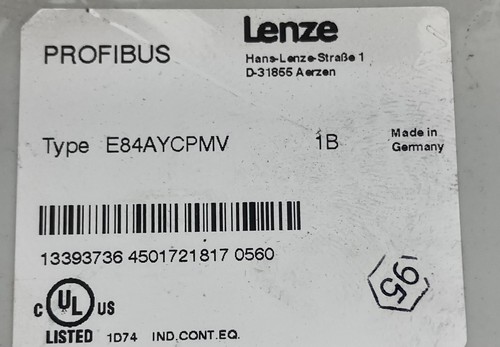 Lenze
PROFIBUS
Hans-Lenze-Straße 1
D-31855 Aerzen
Type E84AYCPMV 1B
Made in
Germany
13393736 4501721817 0560
95
C UL US
LISTED 1D74 IND.CONT.EQ.